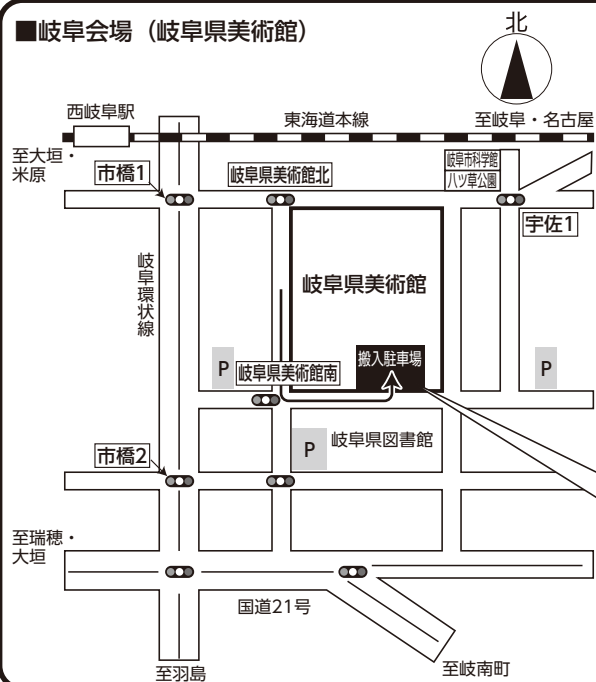 ■岐阜会場（岐阜県美術館）
北
西岐阜駅
東海道本線
至岐阜・名古屋
至大垣・
米原
市橋1
岐阜県美術館北
岐阜市科学館
八ツ草公園
宇佐1
岐阜環状線
岐阜県美術館
搬入駐車場
P
岐阜県美術館南
P
市橋2
P
岐阜県図書館
至瑞穂・
大垣
国道21号
至羽島
至岐南町